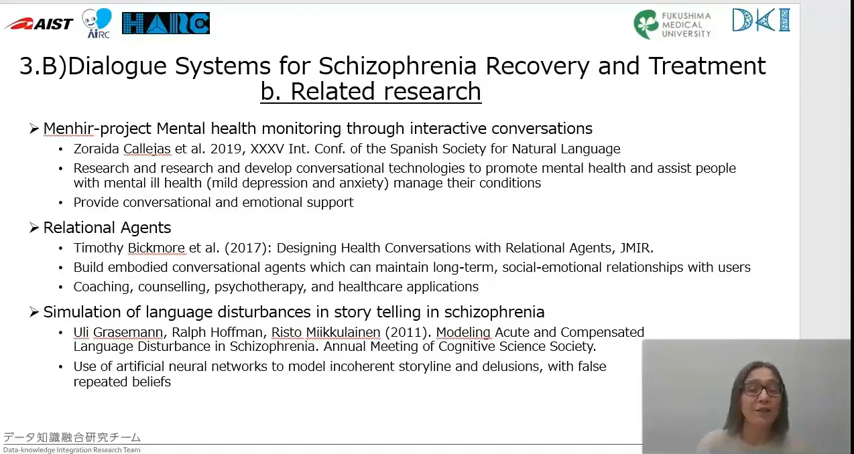 AIST
AIRC
HARC
FUKUSHIMA
MEDICAL
UNIVERSITY
DKI
3.B)Dialogue Systems for Schizophrenia Recovery and Treatment
b. Related research
➤ Menhir-project Mental health monitoring through interactive conversations
• Zoraida Callejas et al. 2019, XXXV Int. Conf. of the Spanish Society for Natural Language
• Research and research and develop conversational technologies to promote mental health and assist people
with mental ill health (mild depression and anxiety) manage their conditions
• Provide conversational and emotional support
➤ Relational Agents
• Timothy Bickmore et al. (2017): Designing Health Conversations with Relational Agents, JMIR.
• Build embodied conversational agents which can maintain long-term, social-emotional relationships with users
• Coaching, counselling, psychotherapy, and healthcare applications
➤ Simulation of language disturbances in story telling in schizophrenia
• Uli Grasemann, Ralph Hoffman, Risto Miikkulainen (2011). Modeling Acute and Compensated
Language Disturbance in Schizophrenia. Annual Meeting of Cognitive Science Society.
• Use of artificial neural networks to model incoherent storyline and delusions, with false
repeated beliefs
データ知識融合研究チーム
Data-knowledge Integration Research Team